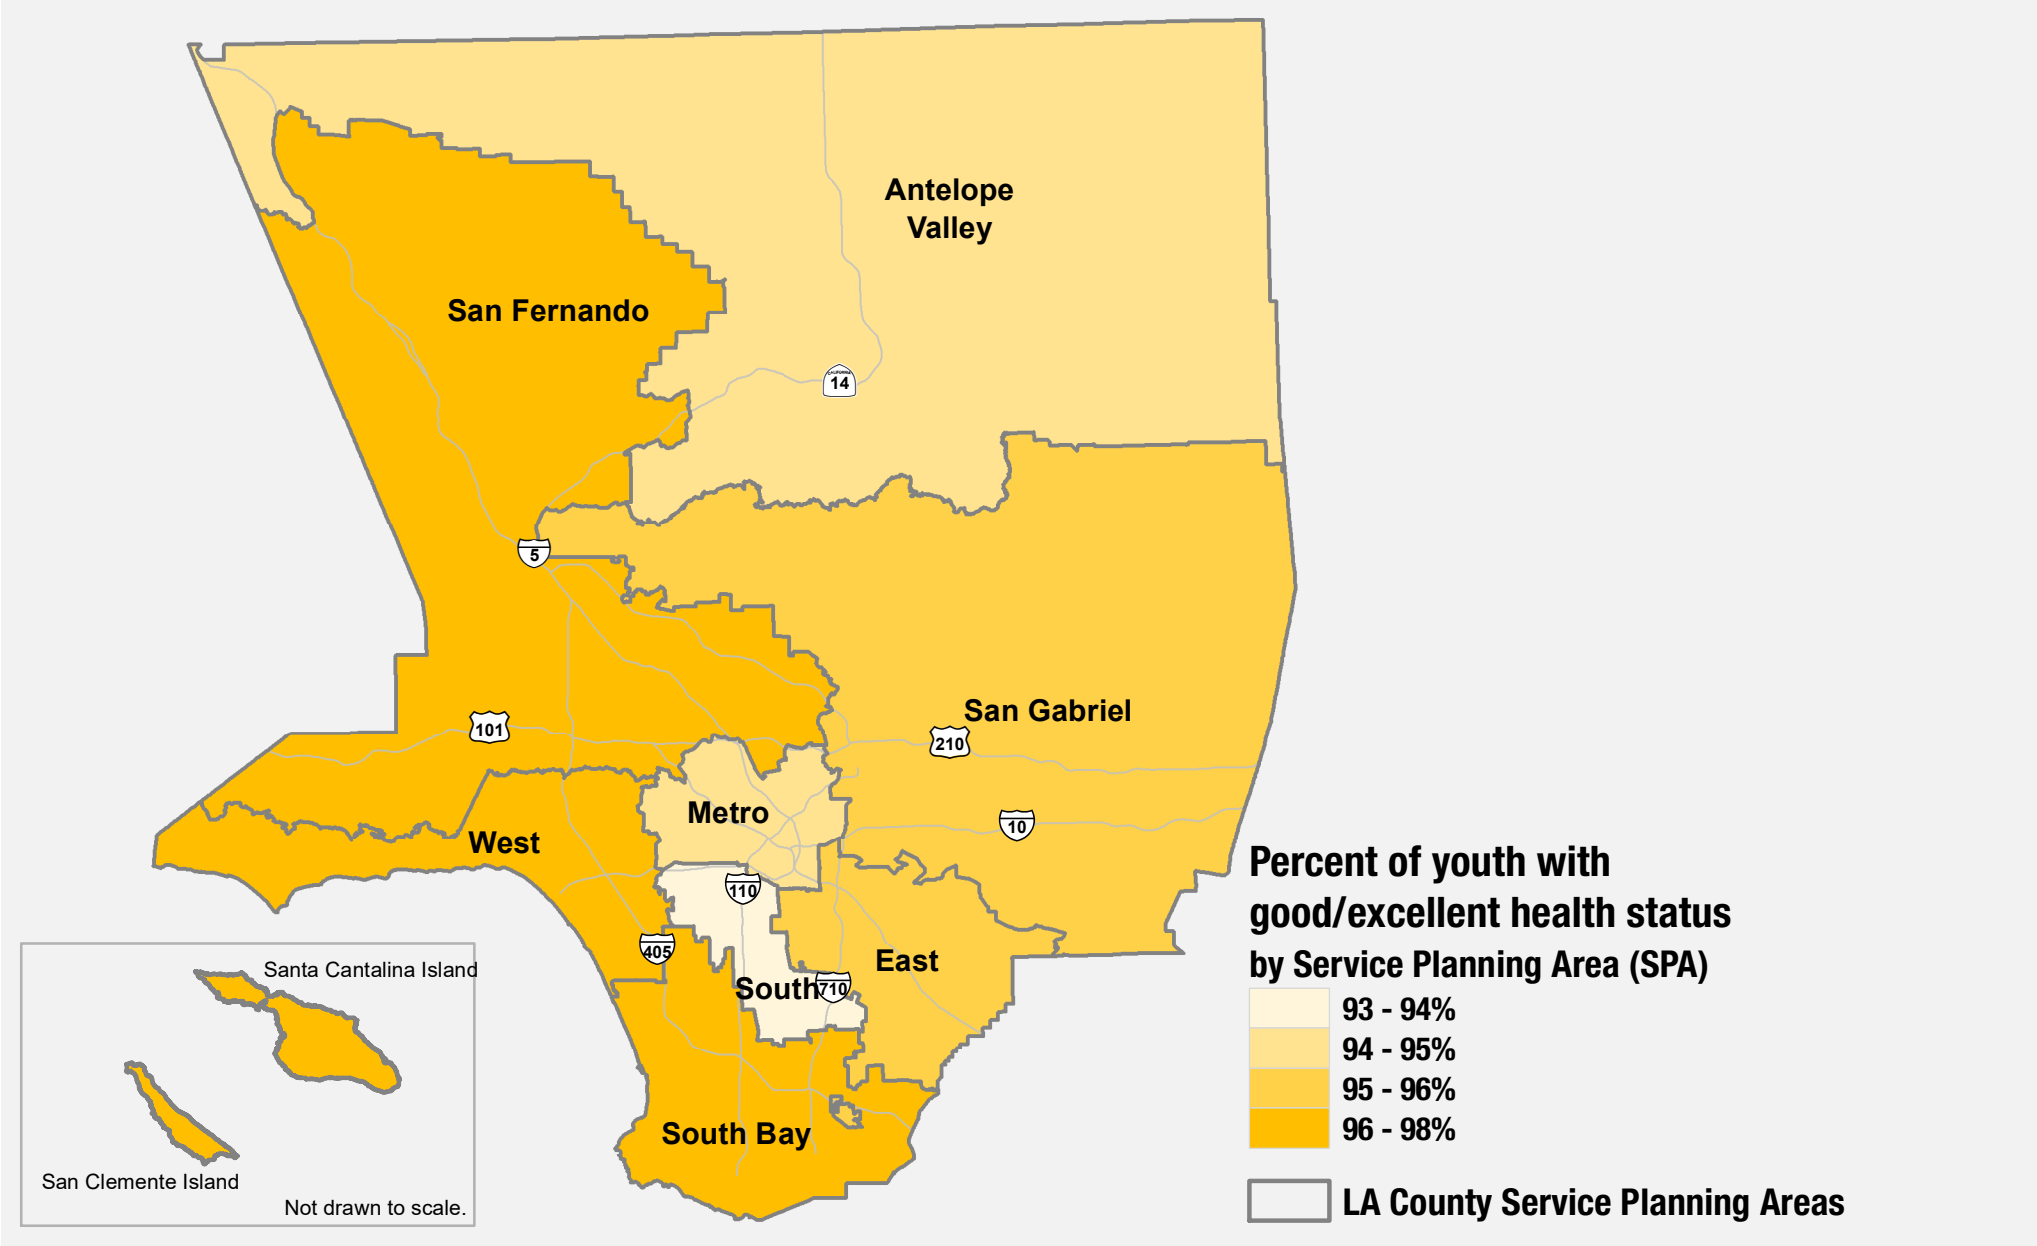 Antelope
Valley
San Fernando
CALIFORNIA
14
5
San Gabriel
101
210
Metro
10
West
110
405
East
South
710
South Bay
Santa Cantalina Island
San Clemente Island
Not drawn to scale.
Percent of youth with
good/excellent health status
by Service Planning Area (SPA)
93 - 94%
94 - 95%
95 - 96%
96 - 98%
LA County Service Planning Areas